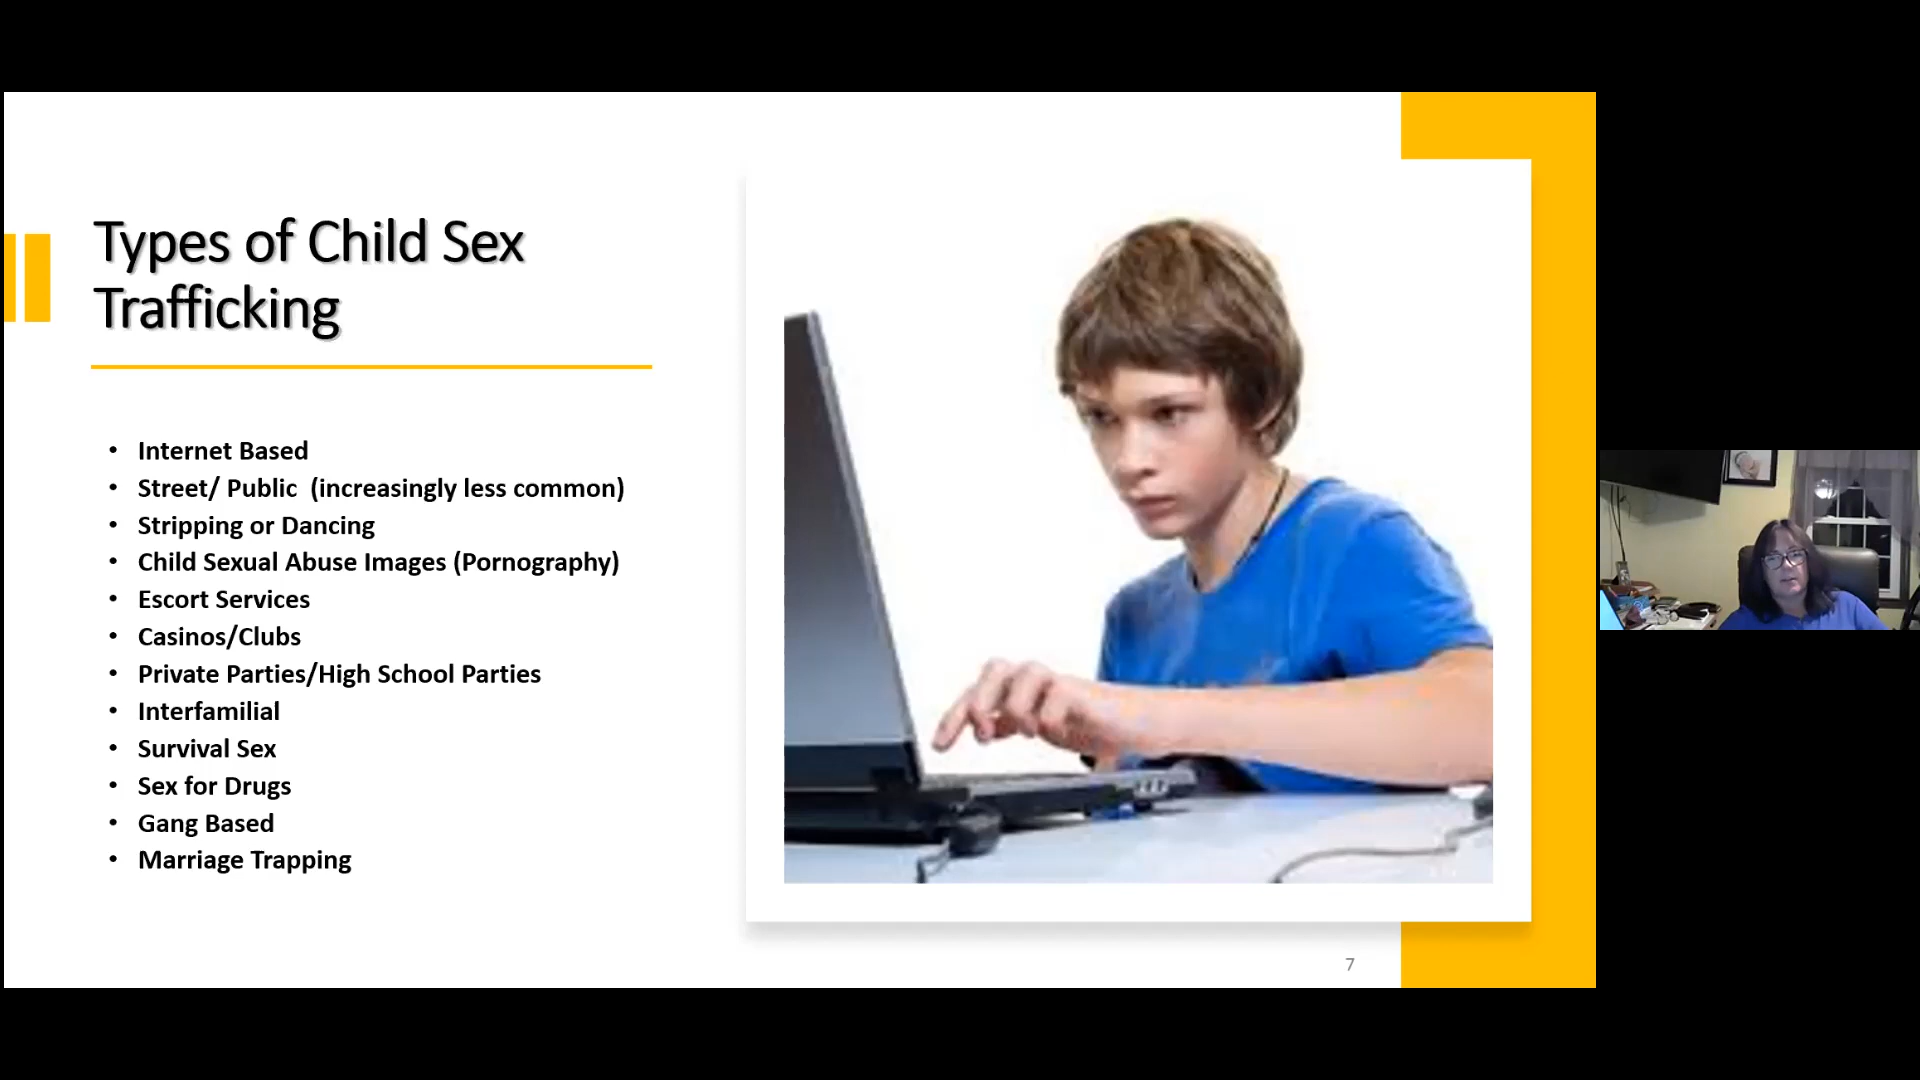 Types of Child Sex
Trafficking
• Internet Based
• Street/ Public (increasingly less common)
• Stripping or Dancing
• Child Sexual Abuse Images (Pornography)
• Escort Services
• Casinos/Clubs
• Private Parties/High School Parties
• Interfamilial
• Survival Sex
• Sex for Drugs
• Gang Based
• Marriage Trapping
7